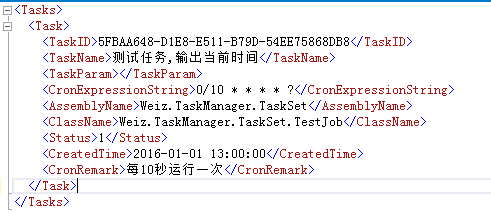 <Tasks>
<Task>
<TaskID>5FBAA648-D1E8-E511-B79D-54EE75868DB8</TaskID>
<TaskName>测试任务,输出当前时间</TaskName>
<TaskParam></TaskParam>
<CronExpressionString>0/10 * * * * ?</CronExpressionString>
<AssemblyName>Weiz.TaskManager.TaskSet</AssemblyName>
<ClassName>Weiz.TaskManager.TaskSet.TestJob</ClassName>
<Status>1</Status>
<CreatedTime>2016-01-01 13:00:00</CreatedTime>
<CronRemark>每10秒运行一次</CronRemark>
</Task>
</Tasks>